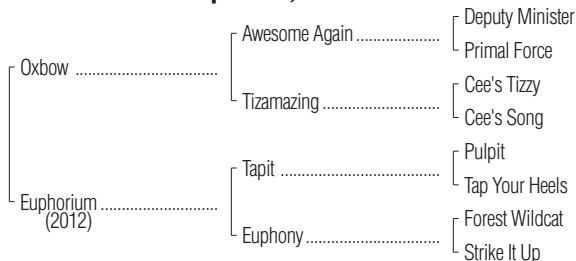 Deputy Minister
Awesome Again ..................
Primal Force
Oxbow ..............................
Cee's Tizzy
Tizamazing ..........................
Cee's Song
Pulpit
Tapit ..................................
Tap Your Heels
Euphorium .........................
(2012)
Forest Wildcat
Euphony .............................
Strike It Up